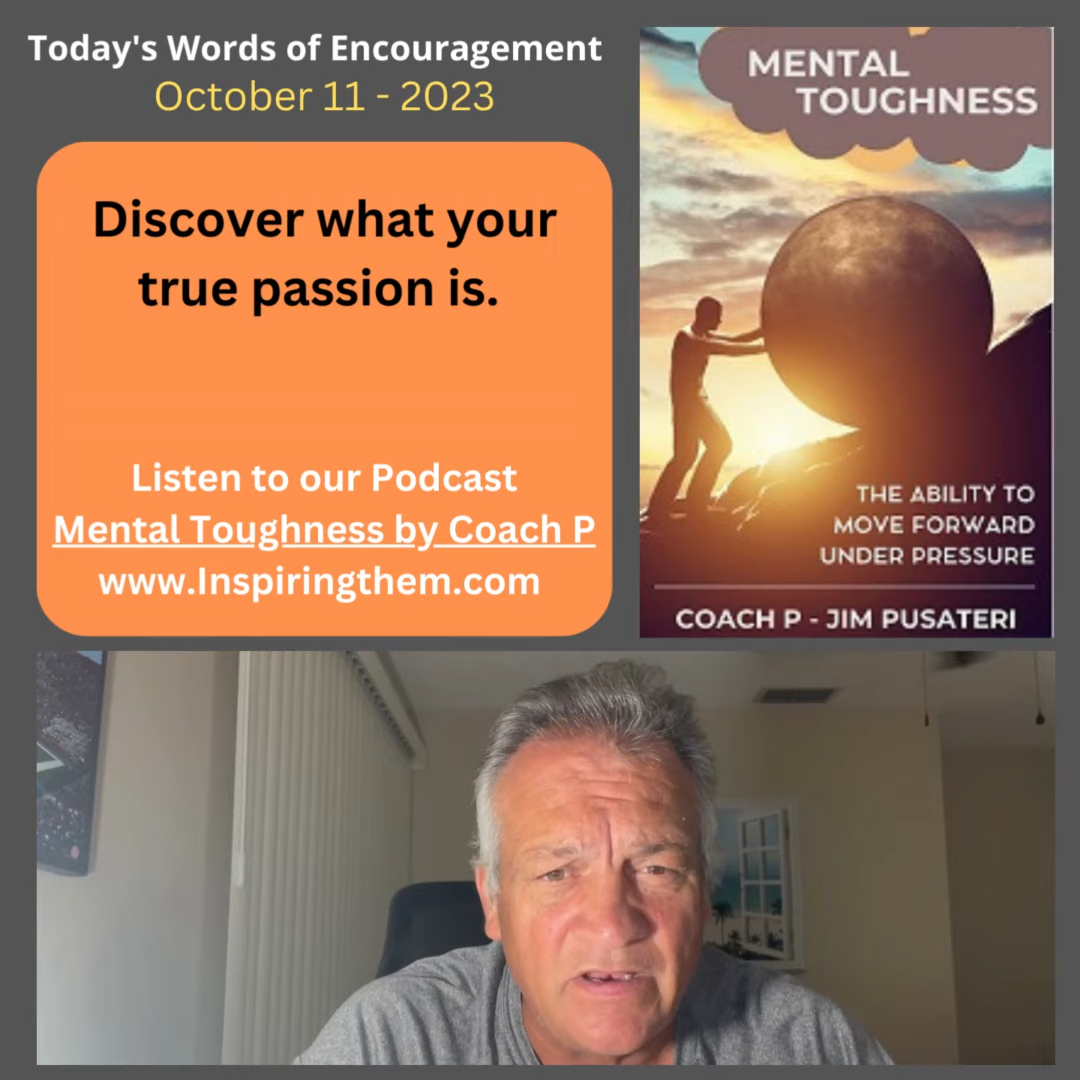 Today's Words of Encouragement
October 11 - 2023
Discover what your
true passion is.
Listen to our Podcast
Mental Toughness by Coach P
www.Inspiringthem.com
MENTAL
TOUGHNESS
THE ABILITY TO
MOVE FORWARD
UNDER PRESSURE
COACH P - JIM PUSATERI